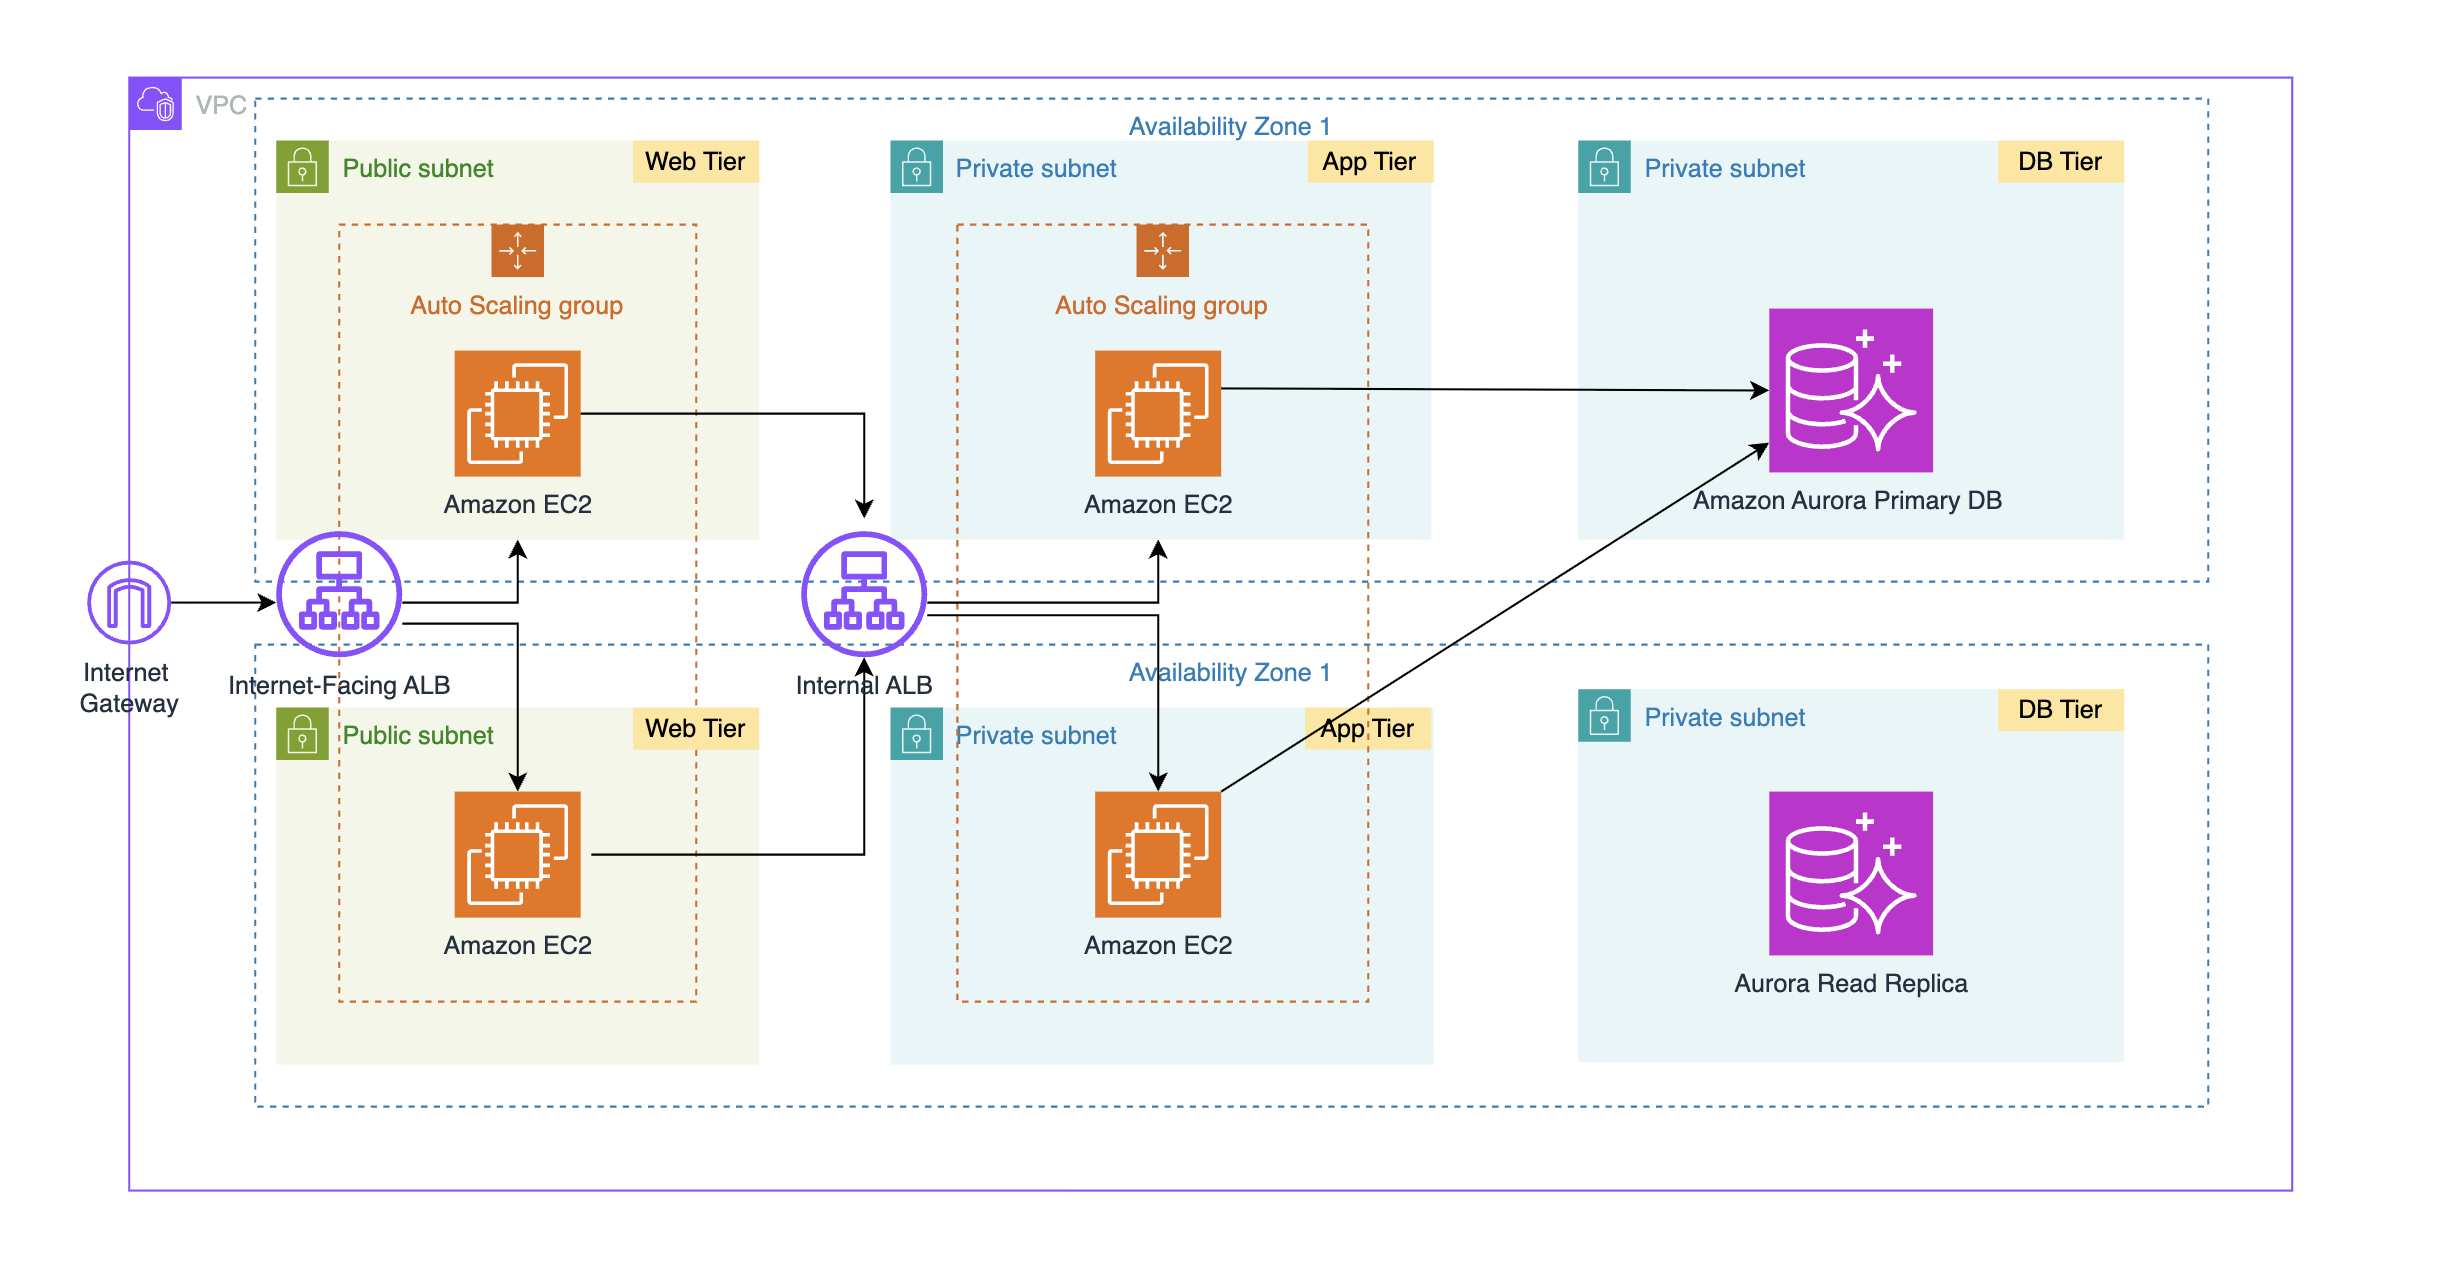 VPC
Availability Zone 1
Public subnet
Web Tier
Private subnet
App Tier
Private subnet
DB Tier
Auto Scaling group
Auto Scaling group
Amazon EC2
Amazon EC2
Amazon Aurora Primary DB
Internet
Gateway
Internet-Facing ALB
Internal ALB
Availability Zone 1
Public subnet
Web Tier
Private subnet
App Tier
Private subnet
DB Tier
Amazon EC2
Amazon EC2
Aurora Read Replica